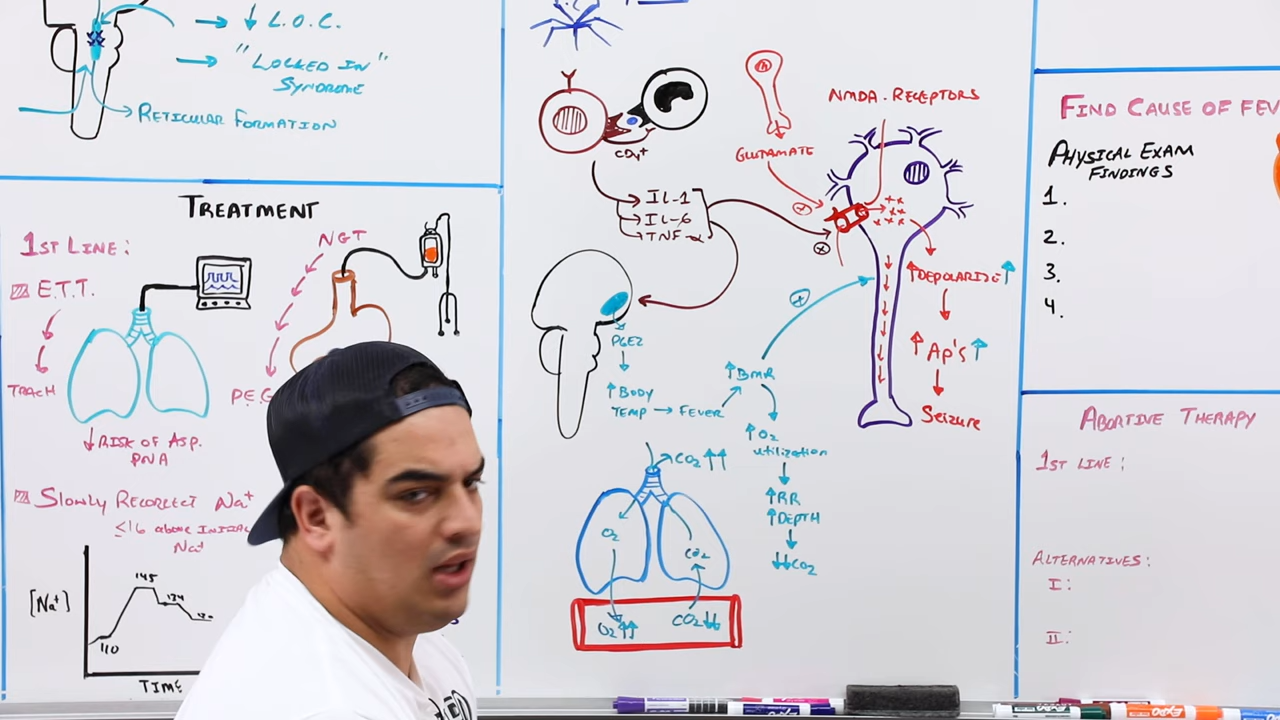 → ↓ L.O.C.
→ "LOCKED IN"
SYNDROME
RETICULAR FORMATION
TREATMENT
1ST LINE:
E.T.T.
TRACH
NGT
P.E.G
↓RISK OF ASP.
PNA
SLOWLY RECORRECT Na+
≤16 above INITIAL
Na+
[Na+]
145
134
110
TIME
CD4+
IL-1
IL-6
TNF-α
GLUTAMATE
NMDA-RECEPTORS
+
+
+
↑DEPOLARIZE↑
↑AP's↑
Seizure
PGE2
↑BODY
TEMP → FEVER
↑BMR
↑O2
utilization
↑RR
↑DEPTH
↓↓CO2
CO2↑↑
O2
CO2
O2↑↑
CO2↓↓
FIND CAUSE OF FEV
PHYSICAL EXAM
FINDINGS
1.
2.
3.
4.
ABORTIVE THERAPY
1ST LINE:
ALTERNATIVES:
I:
II:
EXPO